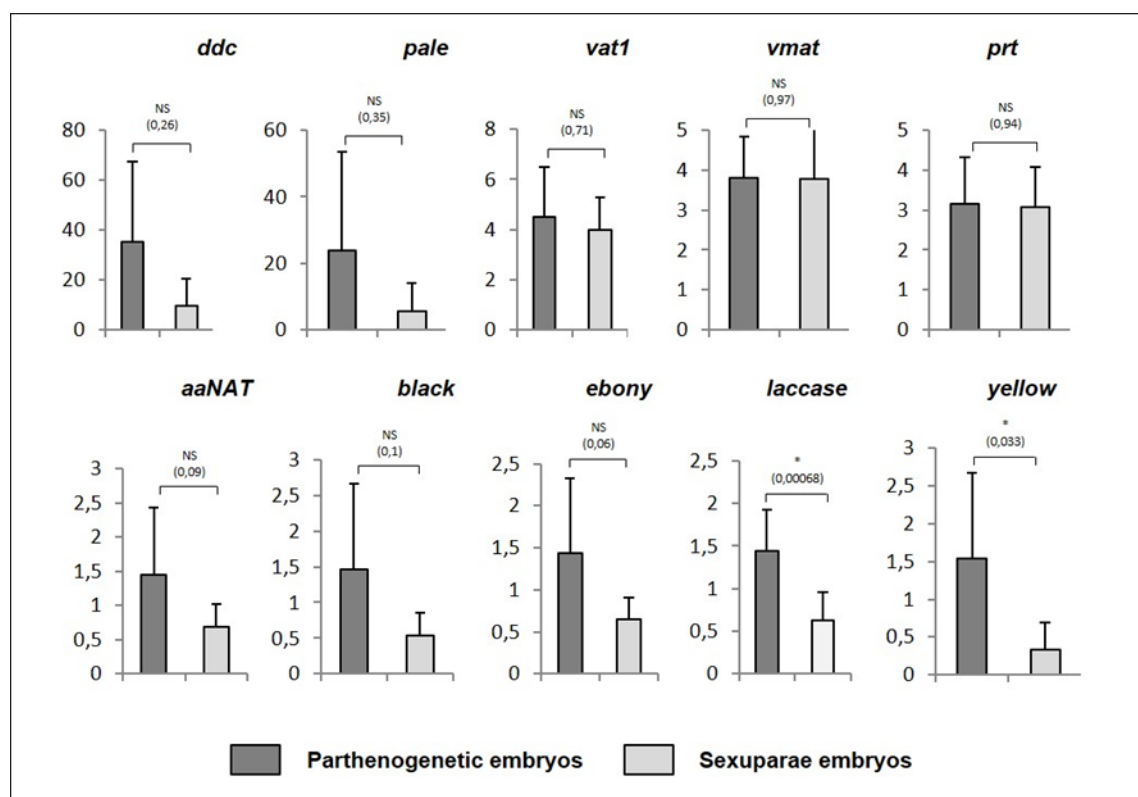 ddc pale vat1 vmat prt
NS NS NS NS NS
(0,26) (0,35) (0,71) (0,97) (0,94)
80 60 8 5 5
60 40 6 4 4
40 20 4 3 3
20 0 2 2 2
0 0 1 1
0 0
aaNAT black ebony laccase yellow
NS NS NS * *
(0,09) (0,1) (0,06) (0,00068) (0,033)
3 3 2,5 2,5 3
2,5 2,5 2 2 2,5
2 2 1,5 1,5 2
1,5 1,5 1 1 1,5
1 1 0,5 0,5 1
0,5 0,5 0 0 0,5
0 0 0
Parthenogenetic embryos Sexuparae embryos